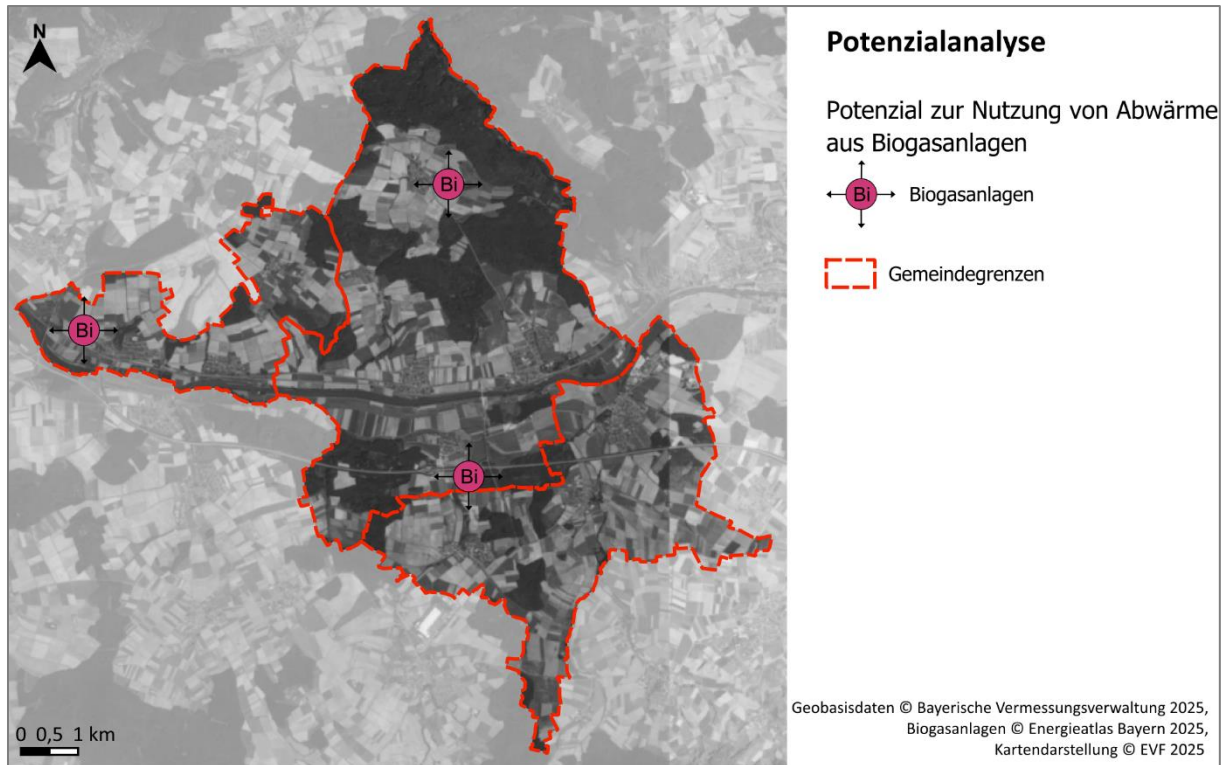 N
Bi
Bi
Bi
0 0,5 1 km
Potenzialanalyse
Potenzial zur Nutzung von Abwärme
aus Biogasanlagen
Bi Biogasanlagen
Gemeindegrenzen
Geobasisdaten © Bayerische Vermessungsverwaltung 2025,
Biogasanlagen © Energieatlas Bayern 2025,
Kartendarstellung © EVF 2025